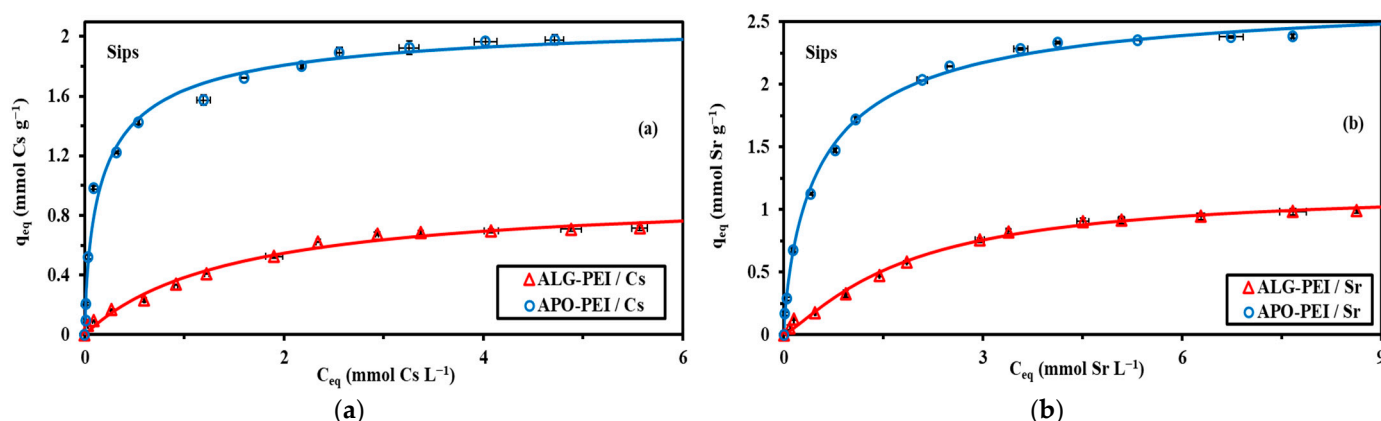 Sips
(a)
q_eq (mmol Cs g⁻¹)
2
1.6
1.2
0.8
0.4
0
0
2
4
6
C_eq (mmol Cs L⁻¹)
ALG-PEI / Cs
APO-PEI / Cs
(a)
Sips
(b)
q_eq (mmol Sr g⁻¹)
2.5
2
1.5
1
0.5
0
0
3
6
9
C_eq (mmol Sr L⁻¹)
ALG-PEI / Sr
APO-PEI / Sr
(b)